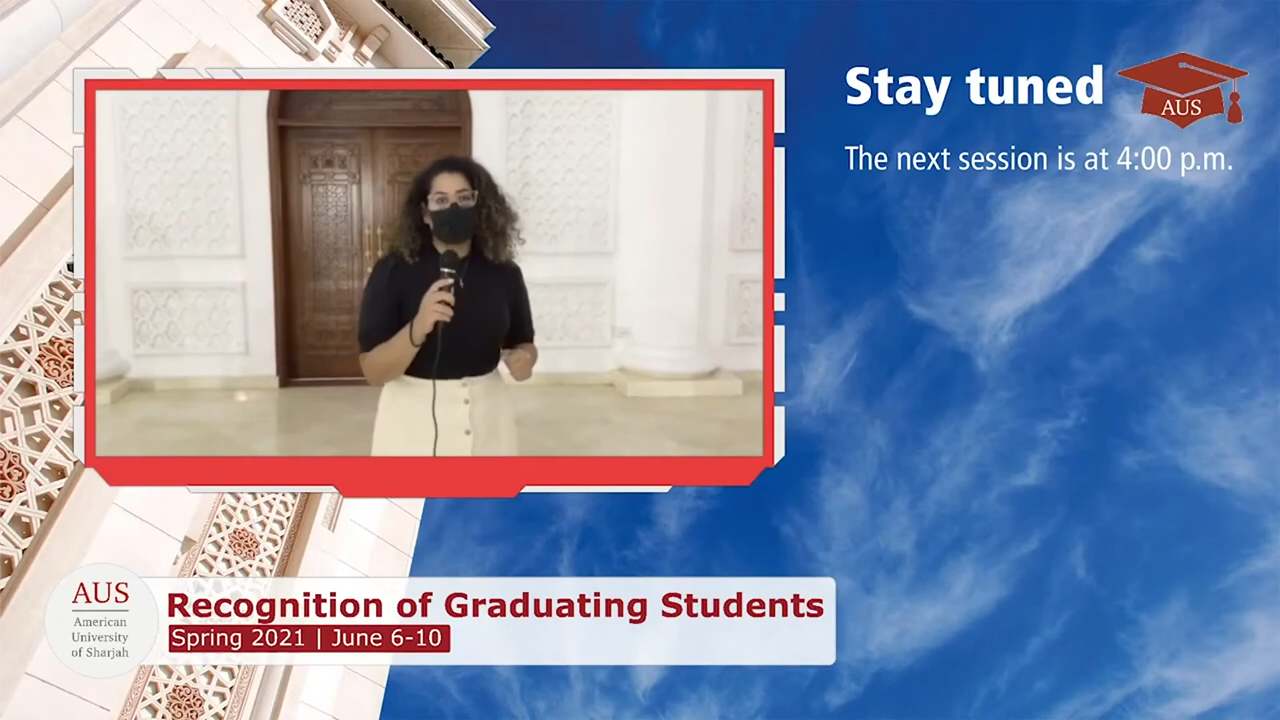 Stay tuned
AUS
The next session is at 4:00 p.m.
AUS
American
University
of Sharjah
Recognition of Graduating Students
Spring 2021 | June 6-10